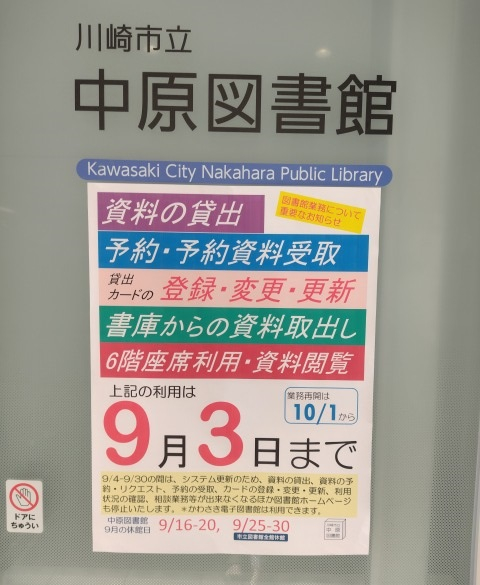 川崎市立
中原図書館
Kawasaki City Nakahara Public Library
資料の貸出
図書館業務について
重要なお知らせ
予約・予約資料受取
貸出
カードの 登録・変更・更新
書庫からの資料取出し
6階座席利用・資料閲覧
上記の利用は
業務再開は
10/1から
9月3日まで
9/4-9/30の間は、システム更新のため、資料の貸出、資料の予
約・リクエスト、予約の受取、カードの登録・変更・更新、利用
状況の確認、相談業務等が出来なくなるほか図書館ホームページ
も停止いたします。＊かわさき電子図書館は利用できます。
中原図書館
9月の休館日 9/16-20, 9/25-30
市立図書館全館休館
ドアに
ちゅうい